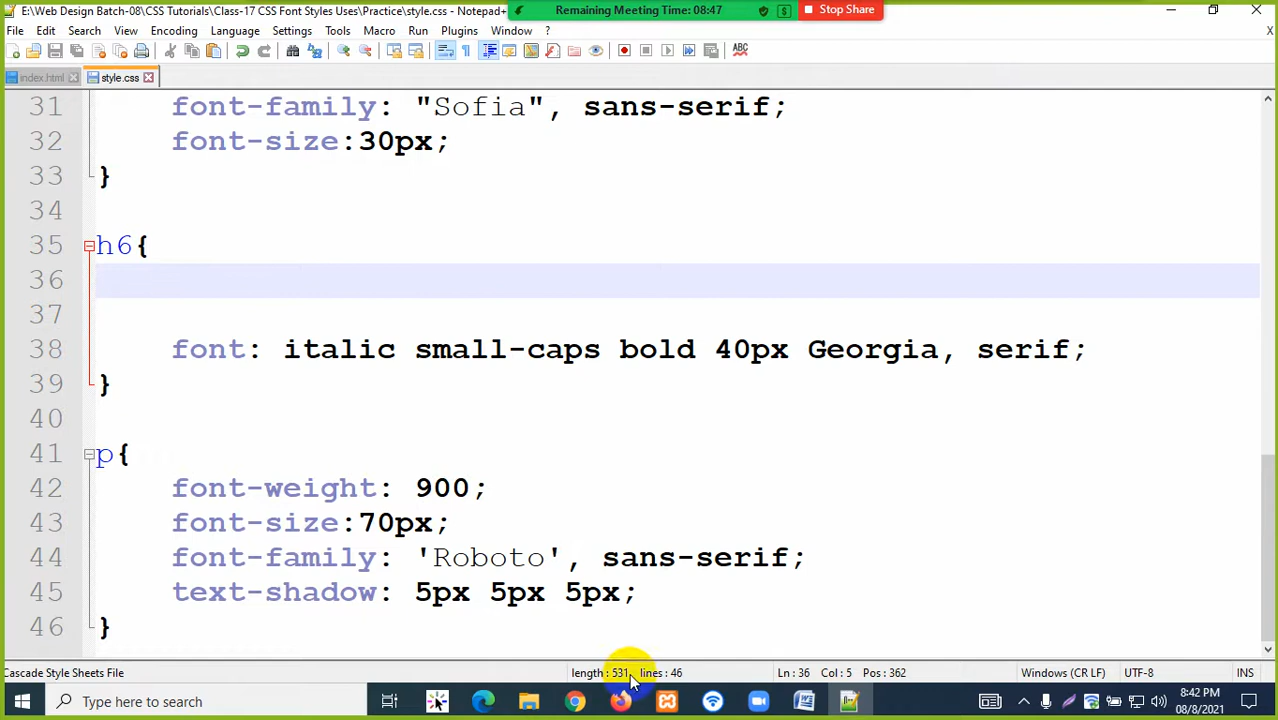 E:\Web Design Batch-08\CSS Tutorials\Class-17 CSS Font Styles Uses\Practice\style.css - Notepad+
Remaining Meeting Time: 08:47
Stop Share
File Edit Search View Encoding Language Settings Tools Macro Run Plugins Window ?
X
ABC
index.html
style.css
31 font-family: "Sofia", sans-serif;
32 font-size:30px;
33 }
34
35 h6{
36
37
38 font: italic small-caps bold 40px Georgia, serif;
39 }
40
41 p{
42 font-weight: 900;
43 font-size:70px;
44 font-family: 'Roboto', sans-serif;
45 text-shadow: 5px 5px 5px;
46 }
Cascade Style Sheets File length : 531 lines : 46 Ln : 36 Col : 5 Pos : 362 Windows (CR LF) UTF-8 INS
Type here to search
8:42 PM
08/8/2021